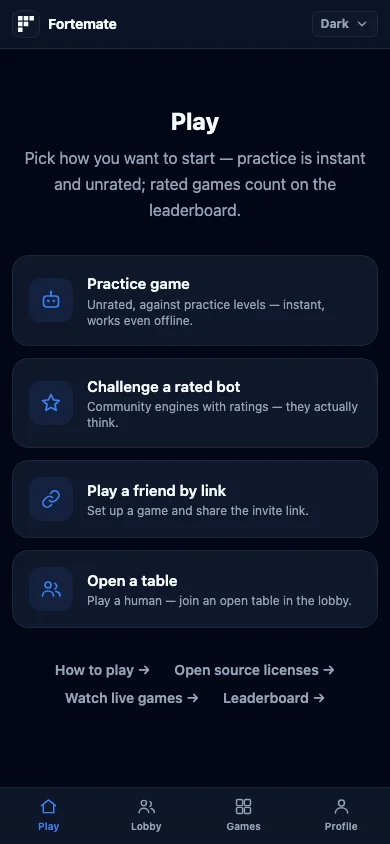 Fortemate
Dark
Play
Pick how you want to start — practice is instant
and unrated; rated games count on the
leaderboard.
Practice game
Unrated, against practice levels — instant,
works even offline.
Challenge a rated bot
Community engines with ratings — they actually
think.
Play a friend by link
Set up a game and share the invite link.
Open a table
Play a human — join an open table in the lobby.
How to play → Open source licenses →
Watch live games → Leaderboard →
Play Lobby Games Profile